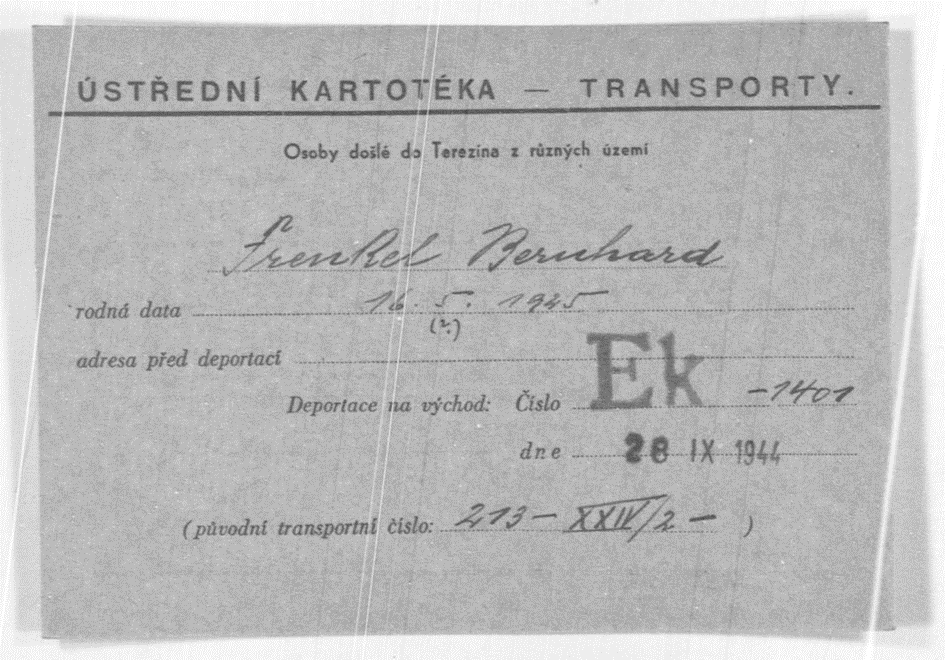 ÚSTŘEDNÍ KARTOTÉKA — TRANSPORTY.
Osoby došlé do Terezína z různých území
Frenkel Bernhard
rodná data 16. 5. 1925
(2.)
adresa před deportací
Deportace na východ: Číslo Ek -1401
dne 28 IX 1944
(původní transportní číslo: 213- XXIV/2 - )